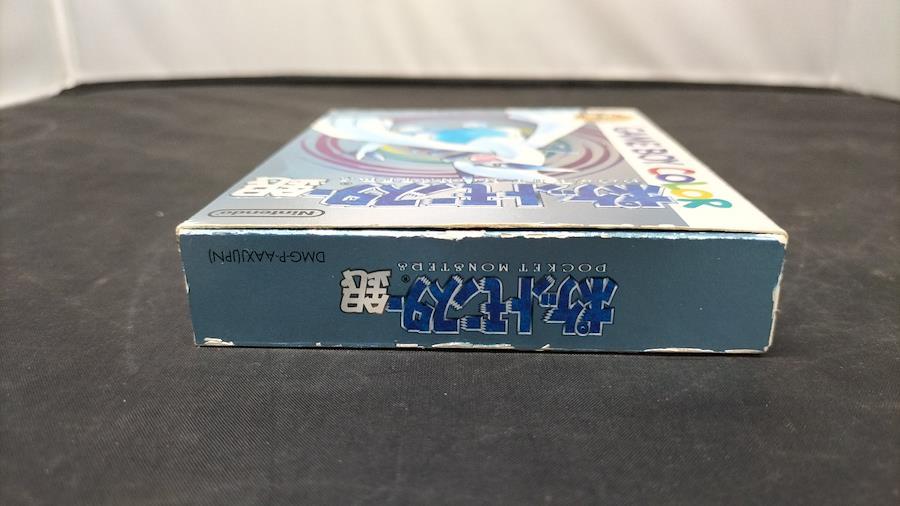 GAME BOY COLOR
ポケットモンスター
銀
Nintendo
POCKET MONSTERS
ポケットモンスター®
銀
DMG-P-AAXJ(JPN)